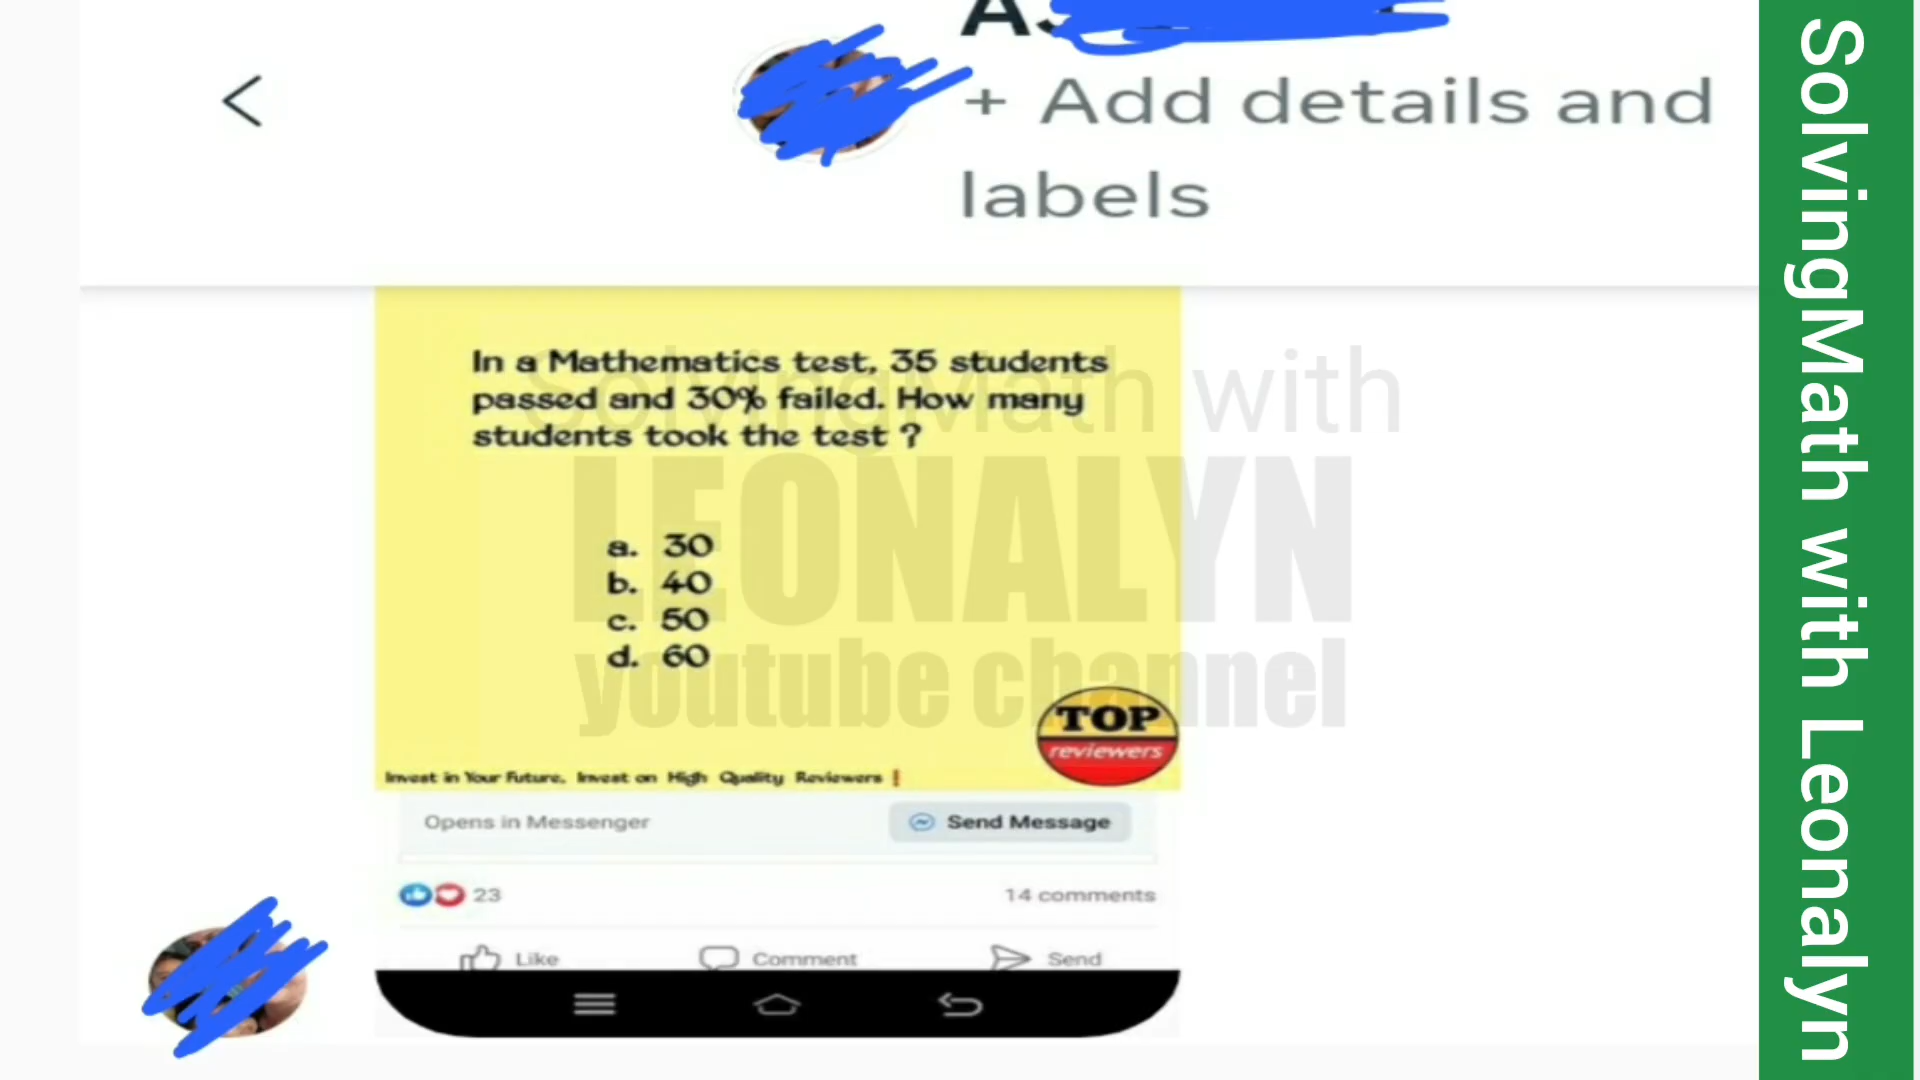 + Add details and
labels
In a Mathematics test, 35 students
passed and 30% failed. How many
students took the test ?
a. 30
b. 40
c. 50
d. 60
TOP
reviewers
Invest in Your Future, Invest on High Quality Reviewers !
Opens in Messenger
Send Message
23
14 comments
Like
Comment
Send
SolvingMath with
LEONALYN
youtube channel
SolvingMath with Leonalyn